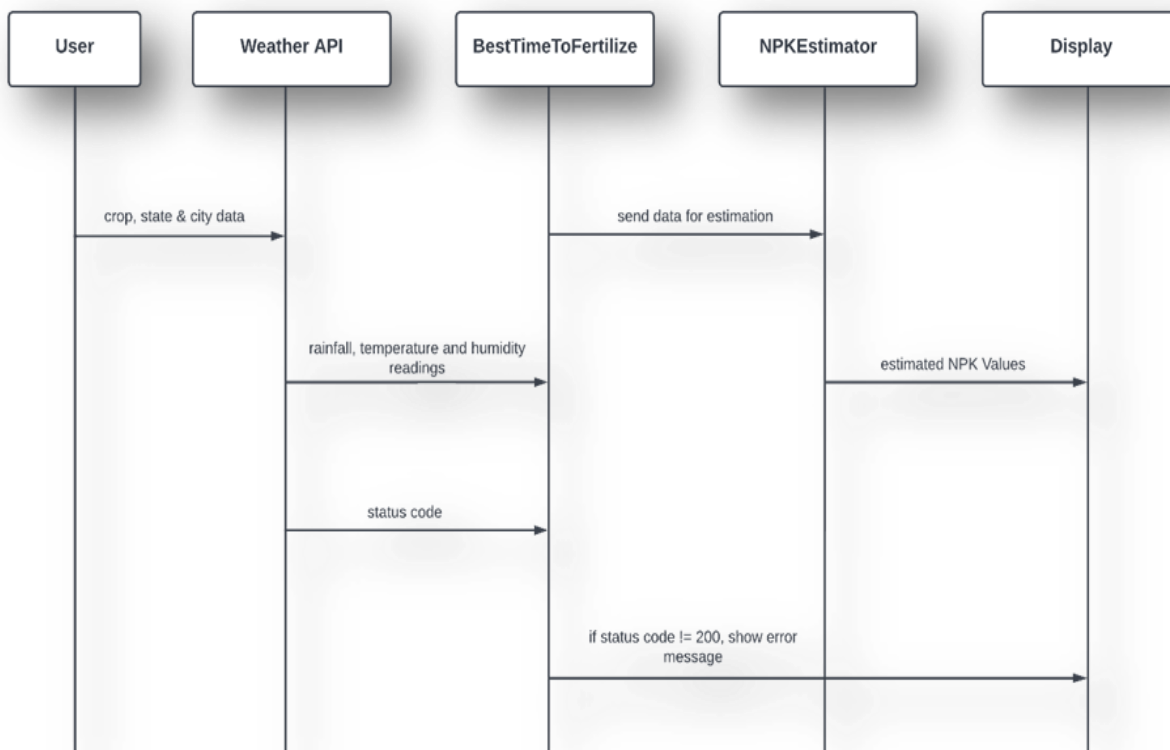 User
Weather API
BestTimeToFertilize
NPKEstimator
Display
crop, state & city data
send data for estimation
rainfall, temperature and humidity
readings
estimated NPK Values
status code
if status code != 200, show error
message